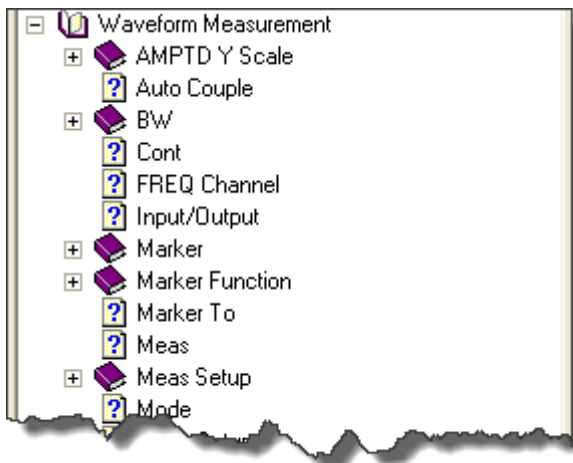 Waveform Measurement
AMPTD Y Scale
Auto Couple
BW
Cont
FREQ Channel
Input/Output
Marker
Marker Function
Marker To
Meas
Meas Setup
Mode